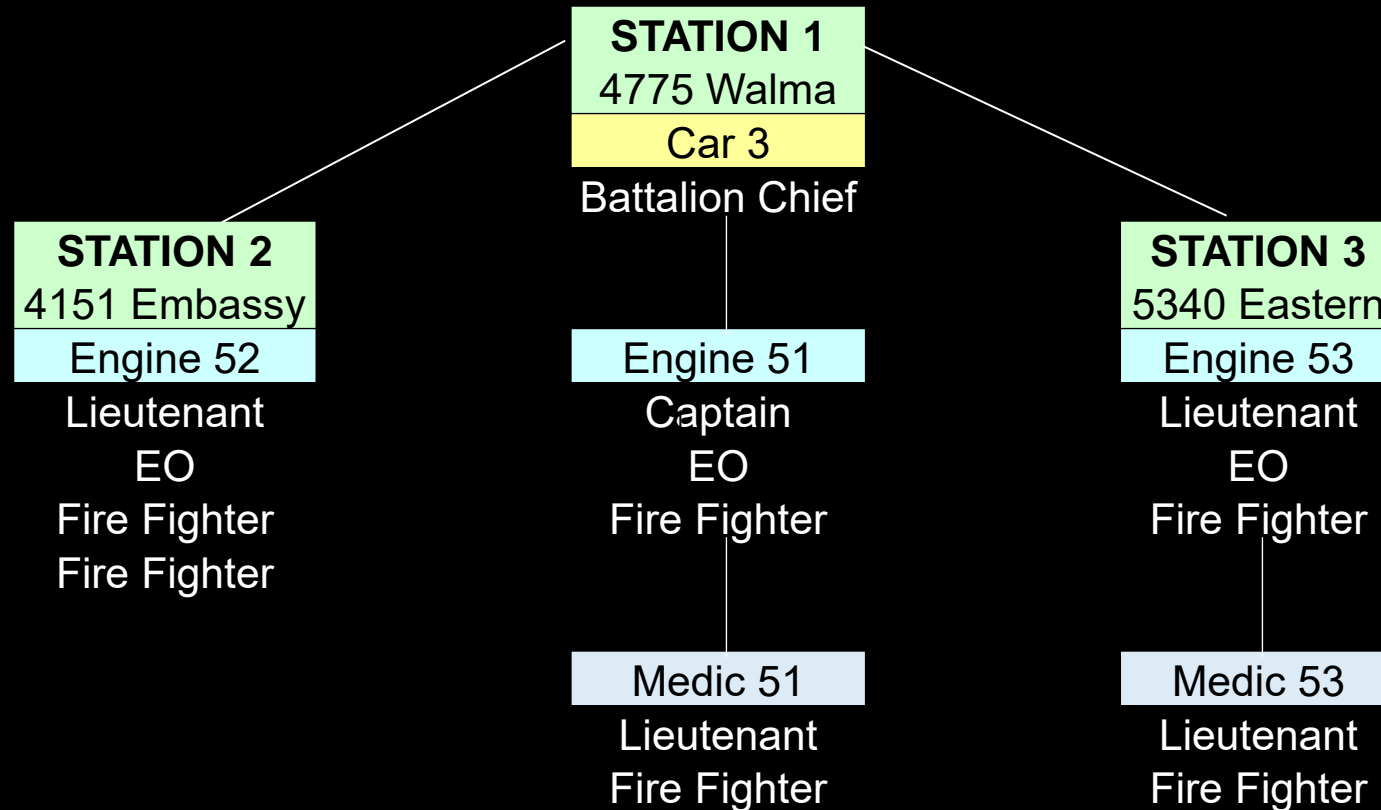 STATION 1
4775 Walma
Car 3
Battalion Chief
STATION 2
4151 Embassy
Engine 52
Lieutenant
EO
Fire Fighter
Fire Fighter
Engine 51
Captain
EO
Fire Fighter
Medic 51
Lieutenant
Fire Fighter
STATION 3
5340 Eastern
Engine 53
Lieutenant
EO
Fire Fighter
Medic 53
Lieutenant
Fire Fighter